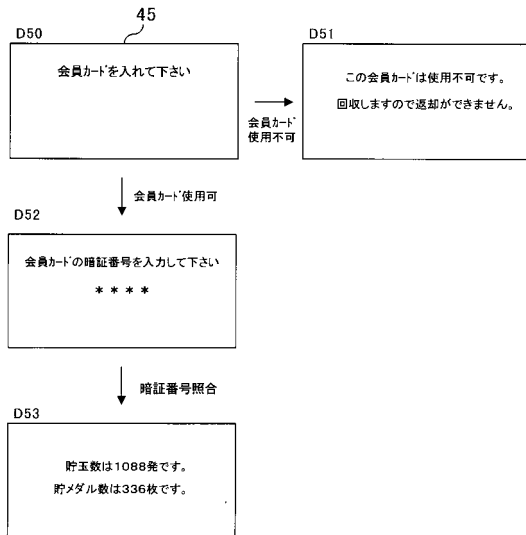 45
D50
会員カードを入れて下さい
会員カード
使用不可
D51
この会員カードは使用不可です。
回収しますので返却ができません。
会員カード使用可
D52
会員カードの暗証番号を入力して下さい
＊＊＊＊
暗証番号照合
D53
貯玉数は1088発です。
貯メダル数は336枚です。